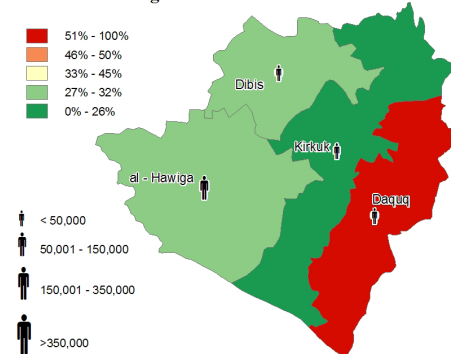 51% - 100%
46% - 50%
33% - 45%
27% - 32%
0% - 26%
Dibis
Kirkuk
al - Hawiga
Daquq
< 50,000
50,001 - 150,000
150,001 - 350,000
>350,000